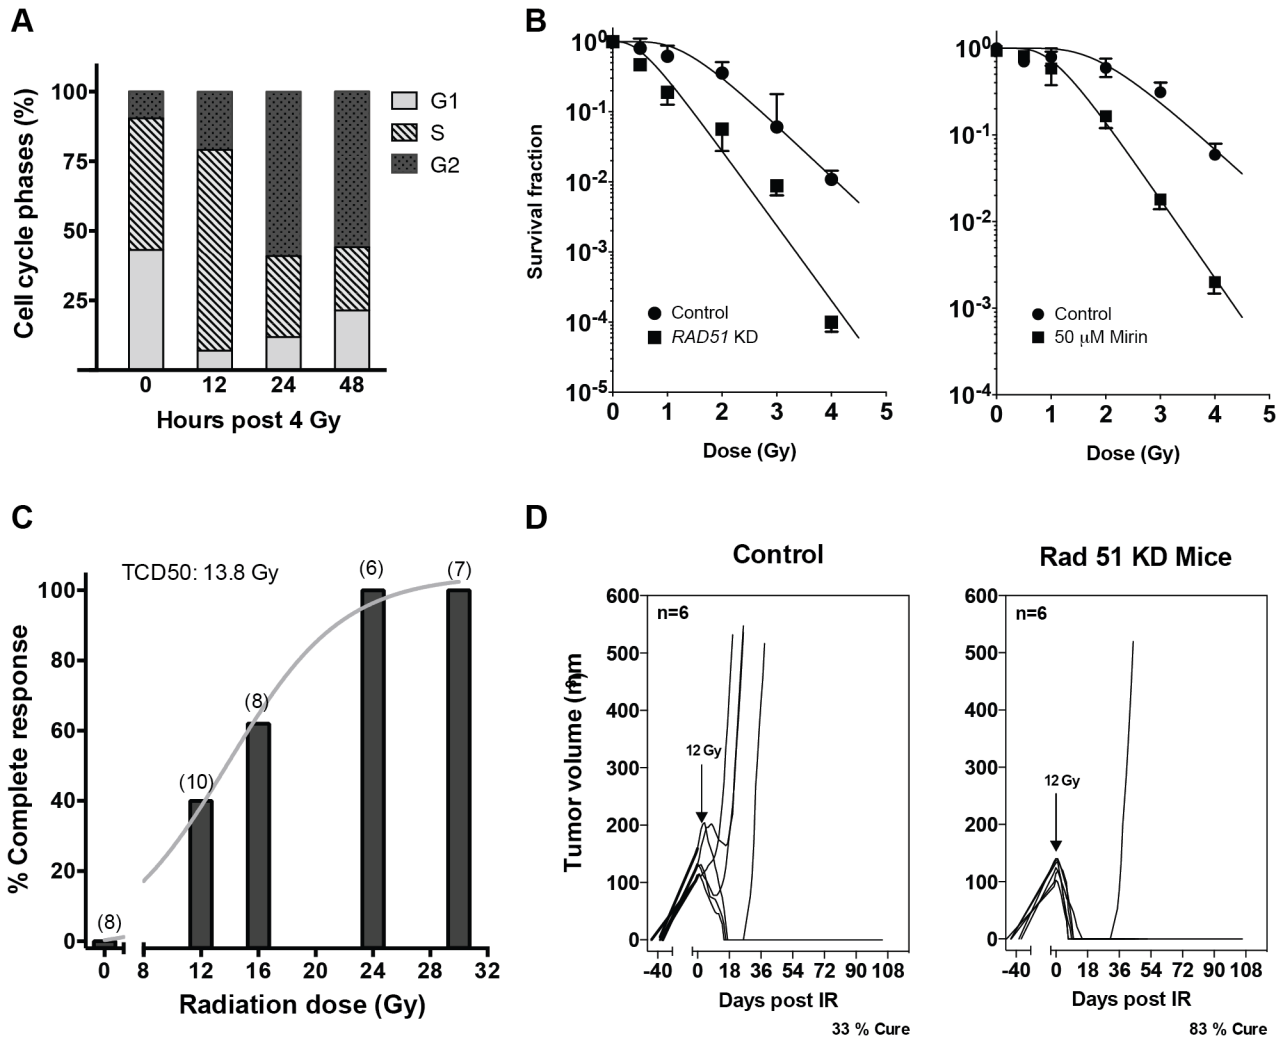 A
Cell cycle phases (%)
100
75
50
25
0 12 24 48
Hours post 4 Gy
G1
S
G2
B
Survival fraction
10⁰
10⁻¹
10⁻²
10⁻³
10⁻⁴
10⁻⁵
Control
RAD51 KD
0 1 2 3 4 5
Dose (Gy)
10⁰
10⁻¹
10⁻²
10⁻³
10⁻⁴
Control
50 µM Mirin
0 1 2 3 4 5
Dose (Gy)
C
% Complete response
TCD50: 13.8 Gy
100
80
60
40
20
0
(8)
(10)
(8)
(6)
(7)
0 8 12 16 20 24 28 32
Radiation dose (Gy)
D
Control
Tumor volume (mm
600
500
400
300
200
100
0
n=6
12 Gy
-40 0 18 36 54 72 90 108
Days post IR
33 % Cure
Rad 51 KD Mice
600
500
400
300
200
100
0
n=6
12 Gy
-40 0 18 36 54 72 90 108
Days post IR
83 % Cure